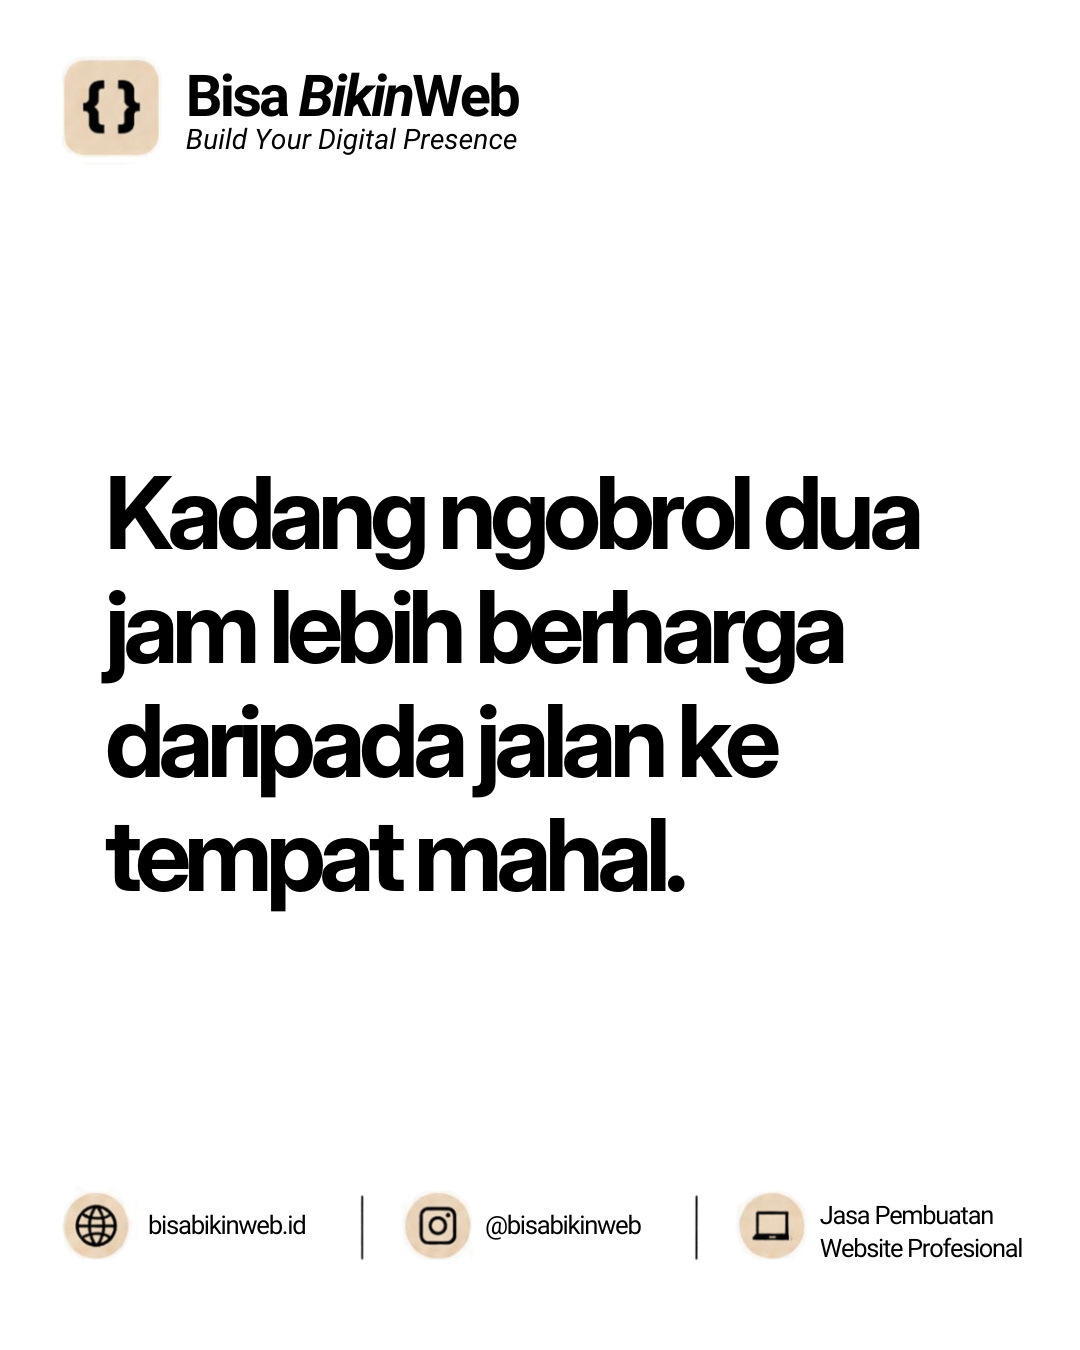 { }
Bisa BikinWeb
Build Your Digital Presence
Kadang ngobrol dua
jam lebih berharga
daripada jalan ke
tempat mahal.
bisabikinweb.id
@bisabikinweb
Jasa Pembuatan
Website Profesional